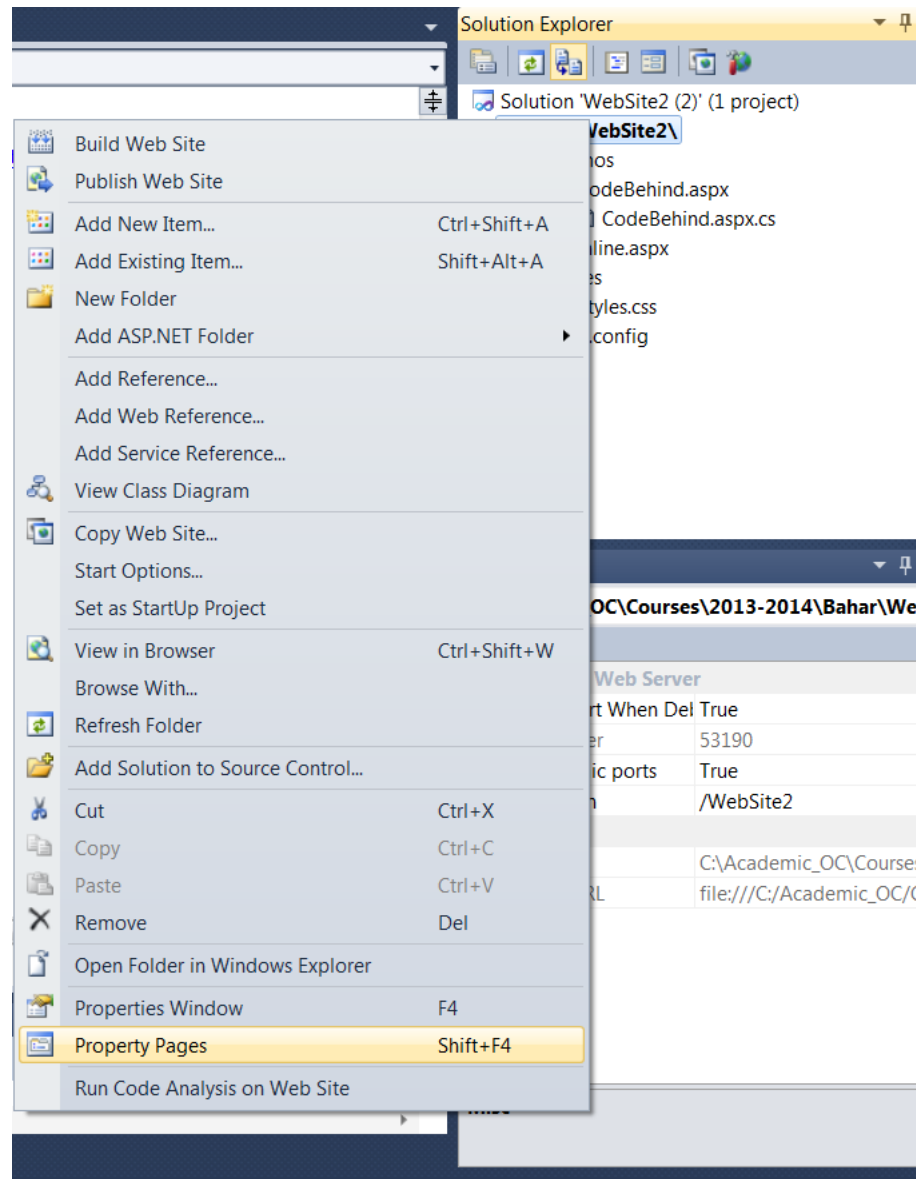 Solution Explorer
Solution 'WebSite2 (2)' (1 project)
WebSite2\
Build Web Site
Publish Web Site
odeBehind.aspx
Add New Item... Ctrl+Shift+A
CodeBehind.aspx.cs
Add Existing Item... Shift+Alt+A
line.aspx
New Folder
es
tyles.css
Add ASP.NET Folder
.config
Add Reference...
Add Web Reference...
Add Service Reference...
View Class Diagram
Copy Web Site...
Start Options...
Set as StartUp Project
OC\Courses\2013-2014\Bahar\We
View in Browser Ctrl+Shift+W
Browse With...
Web Server
rt When Del True
Refresh Folder
er 53190
Add Solution to Source Control...
ic ports True
Cut Ctrl+X
/WebSite2
Copy Ctrl+C
C:\Academic_OC\Course
Paste Ctrl+V
RL file:///C:/Academic_OC/
Remove Del
Open Folder in Windows Explorer
Properties Window F4
Property Pages Shift+F4
Run Code Analysis on Web Site